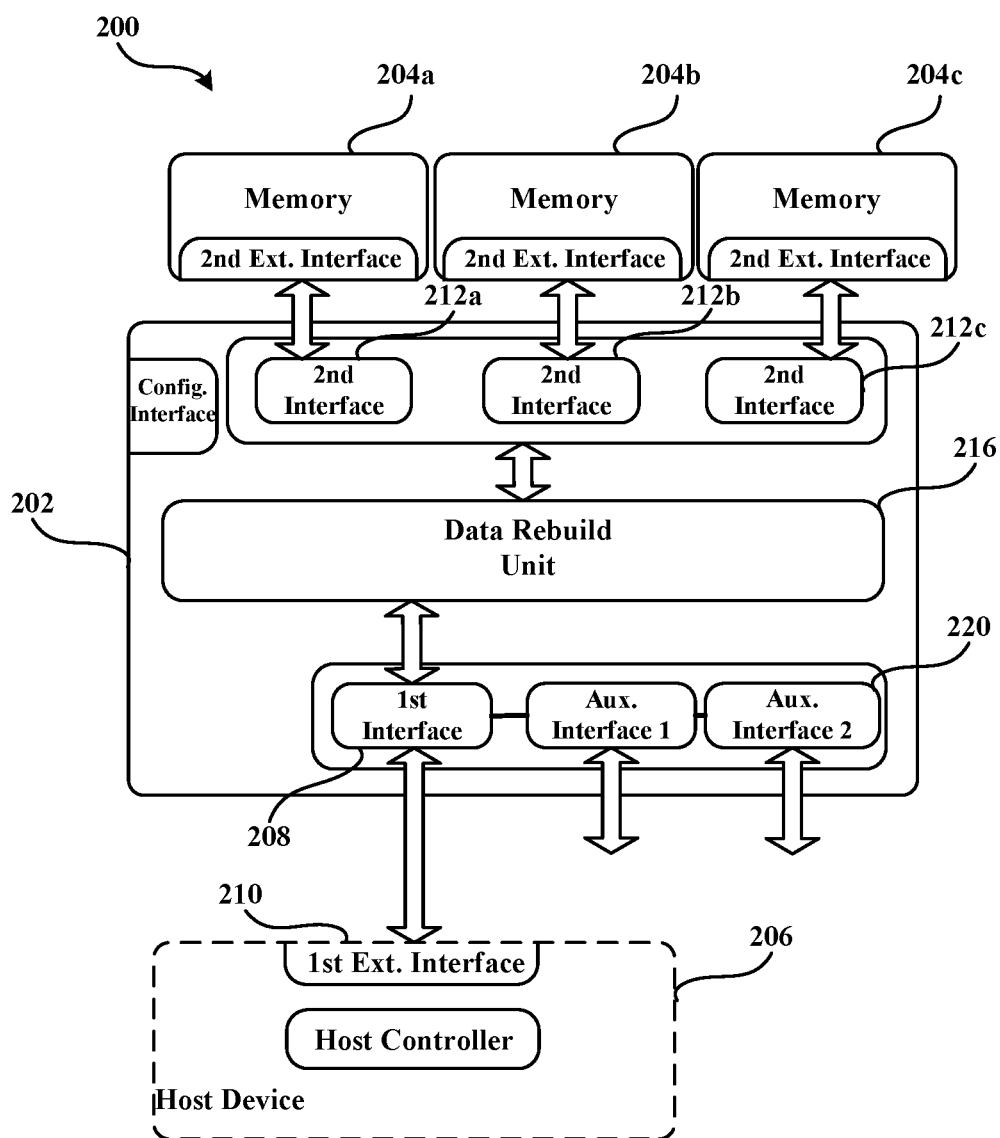 200
204a
204b
204c
Memory
Memory
Memory
2nd Ext. Interface
2nd Ext. Interface
2nd Ext. Interface
212a
212b
212c
Config.
Interface
2nd
Interface
2nd
Interface
2nd
Interface
216
202
Data Rebuild
Unit
220
1st
Interface
Aux.
Interface 1
Aux.
Interface 2
208
210
206
1st Ext. Interface
Host Controller
Host Device